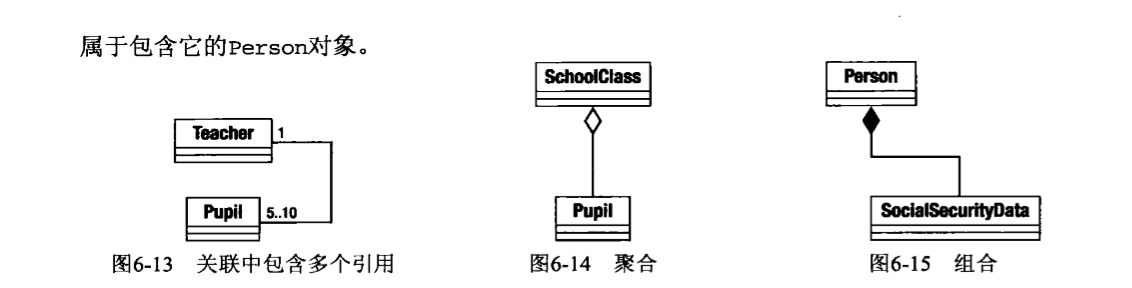 属于包含它的Person对象。
SchoolClass
Person
Teacher 1
Pupil 5..10
Pupil
SocialSecurityData
图6-13 关联中包含多个引用
图6-14 聚合
图6-15 组合